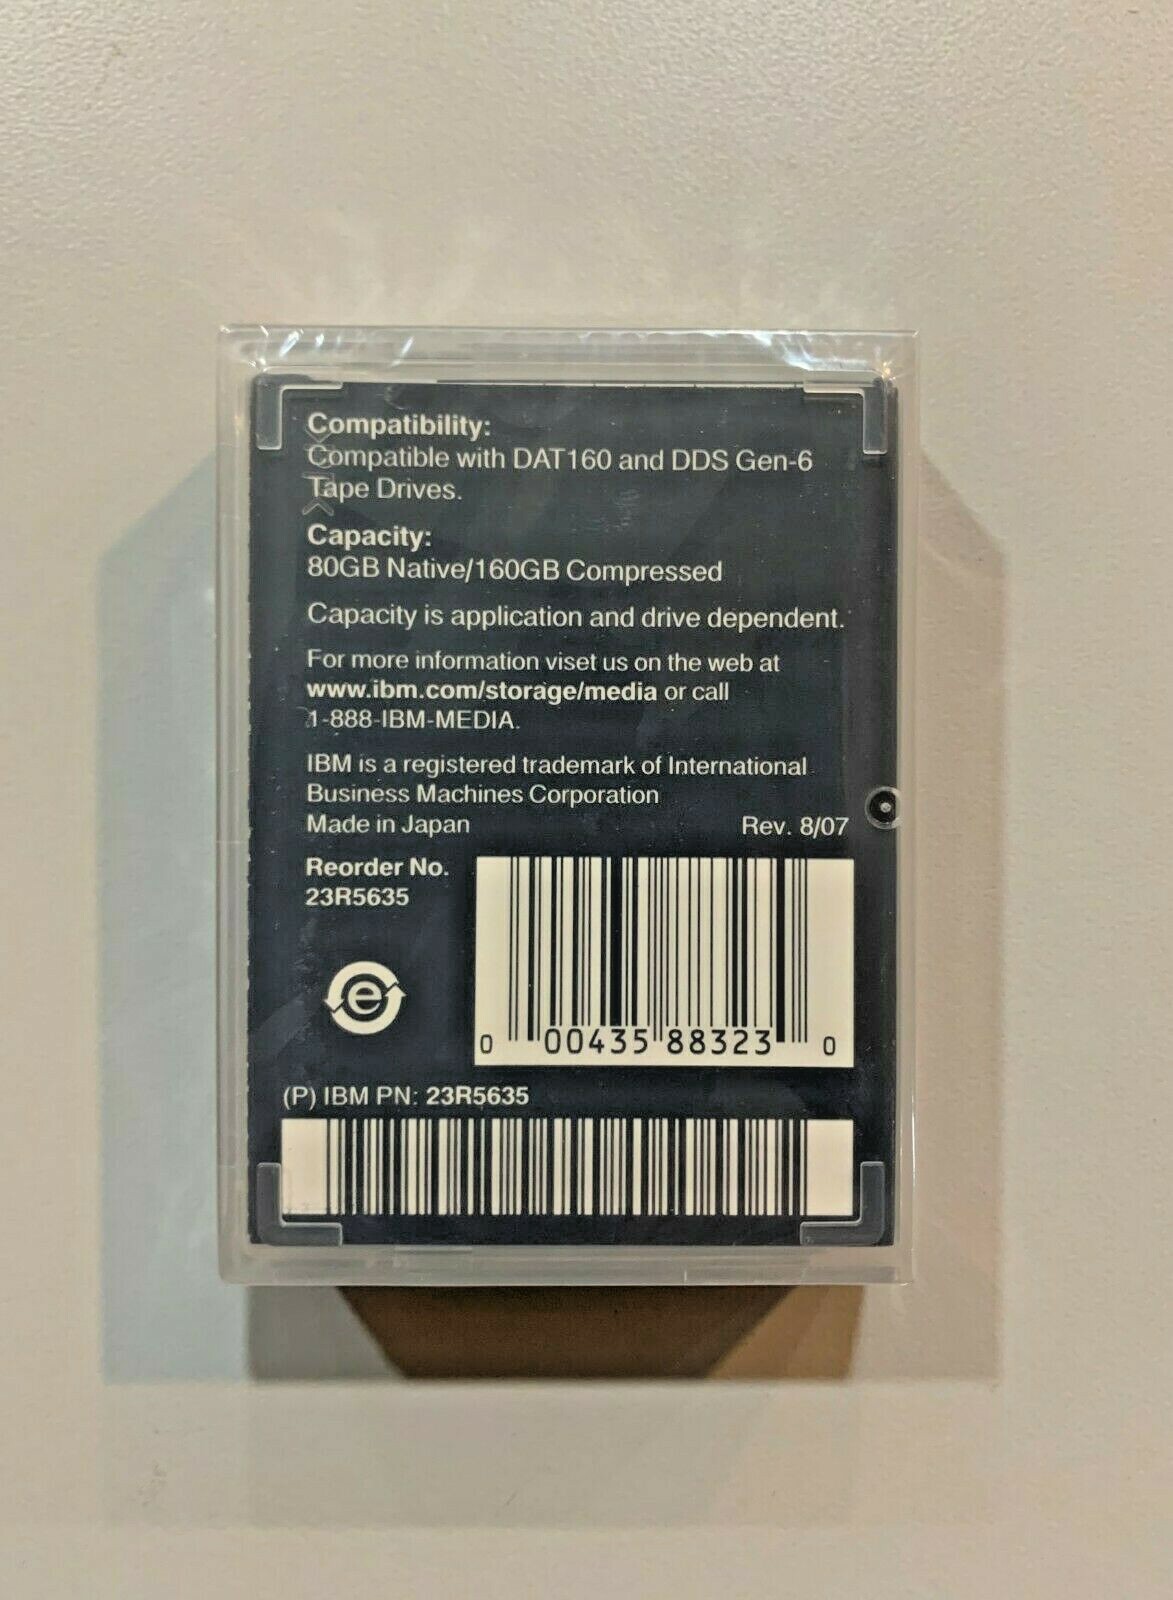 Compatibility:
Compatible with DAT160 and DDS Gen-6
Tape Drives.
Capacity:
80GB Native/160GB Compressed
Capacity is application and drive dependent.
For more information viset us on the web at
www.ibm.com/storage/media or call
1-888-IBM-MEDIA.
IBM is a registered trademark of International
Business Machines Corporation
Made in Japan Rev. 8/07
Reorder No.
23R5635
e
0 00435 88323 0
(P) IBM PN: 23R5635